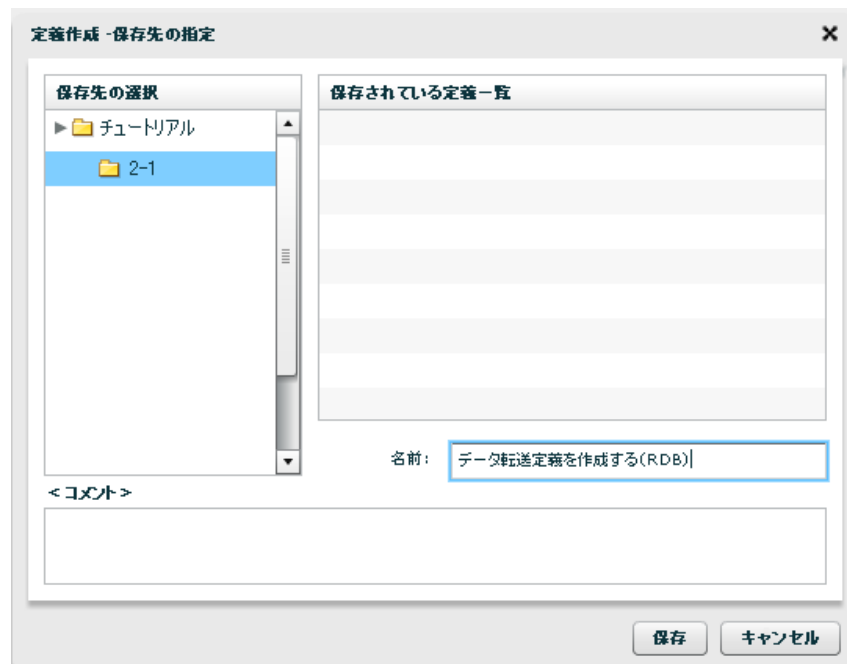 定義作成 -保存先の指定
保存先の選択
チュートリアル
2-1
保存されている定義一覧
名前:
データ転送定義を作成する(RDB)
<コメント>
保存
キャンセル